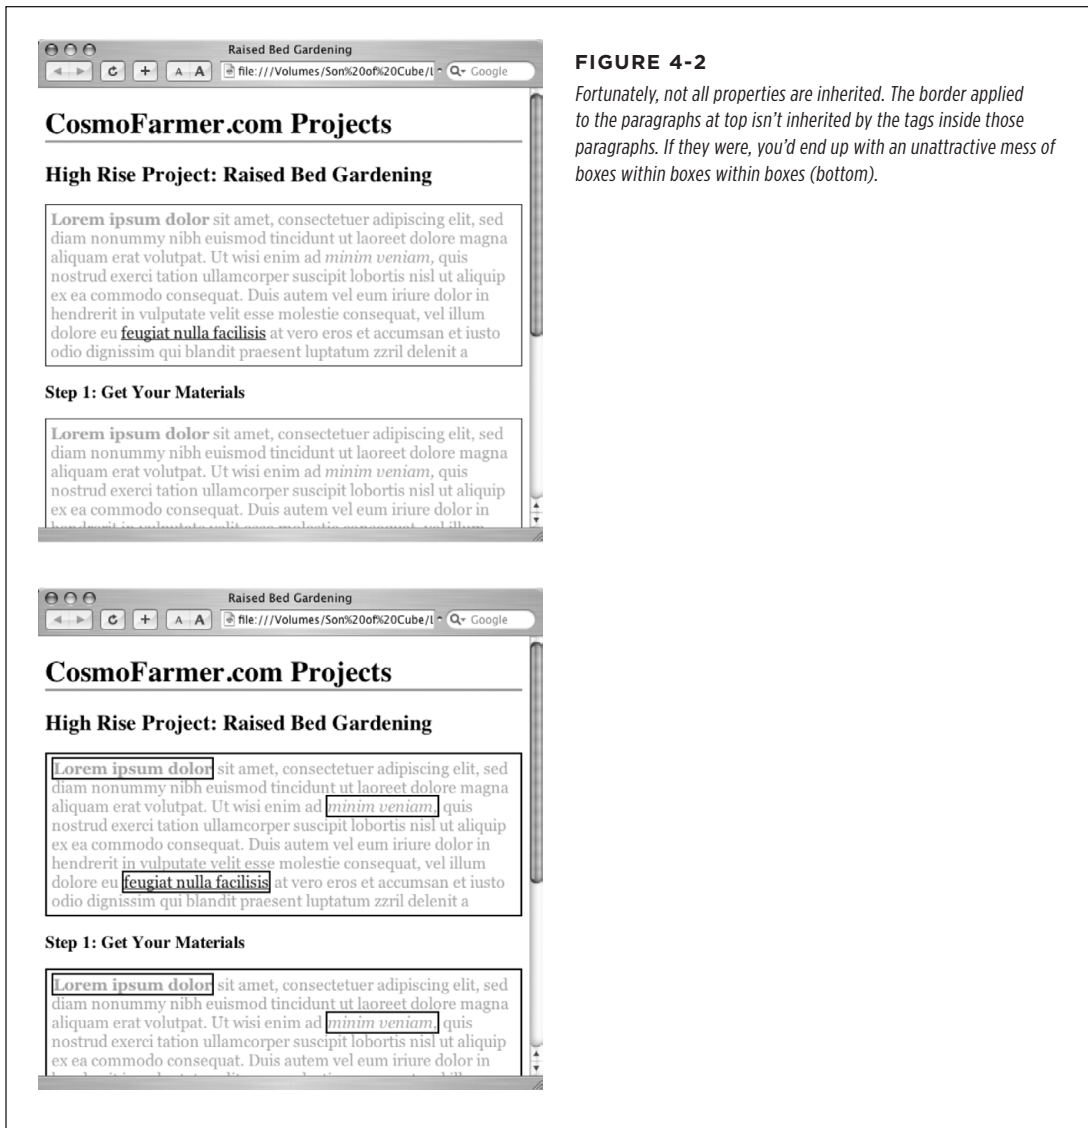 Raised Bed Gardening
A A file:///Volumes/Son%20of%20Cube/l Google
CosmoFarmer.com Projects
High Rise Project: Raised Bed Gardening
Lorem ipsum dolor sit amet, consectetuer adipiscing elit, sed
diam nonummy nibh euismod tincidunt ut laoreet dolore magna
aliquam erat volutpat. Ut wisi enim ad minim veniam, quis
nostrud exerci tation ullamcorper suscipit lobortis nisl ut aliquip
ex ea commodo consequat. Duis autem vel eum iriure dolor in
hendrerit in vulputate velit esse molestie consequat, vel illum
dolore eu feugiat nulla facilisis at vero eros et accumsan et iusto
odio dignissim qui blandit praesent luptatum zzril delenit a
Step 1: Get Your Materials
Lorem ipsum dolor sit amet, consectetuer adipiscing elit, sed
diam nonummy nibh euismod tincidunt ut laoreet dolore magna
aliquam erat volutpat. Ut wisi enim ad minim veniam, quis
nostrud exerci tation ullamcorper suscipit lobortis nisl ut aliquip
ex ea commodo consequat. Duis autem vel eum iriure dolor in
FIGURE 4-2
Fortunately, not all properties are inherited. The border applied
to the paragraphs at top isn't inherited by the tags inside those
paragraphs. If they were, you'd end up with an unattractive mess of
boxes within boxes within boxes (bottom).
Raised Bed Gardening
A A file:///Volumes/Son%20of%20Cube/l Google
CosmoFarmer.com Projects
High Rise Project: Raised Bed Gardening
Lorem ipsum dolor sit amet, consectetuer adipiscing elit, sed
diam nonummy nibh euismod tincidunt ut laoreet dolore magna
aliquam erat volutpat. Ut wisi enim ad minim veniam, quis
nostrud exerci tation ullamcorper suscipit lobortis nisl ut aliquip
ex ea commodo consequat. Duis autem vel eum iriure dolor in
hendrerit in vulputate velit esse molestie consequat, vel illum
dolore eu feugiat nulla facilisis at vero eros et accumsan et iusto
odio dignissim qui blandit praesent luptatum zzril delenit a
Step 1: Get Your Materials
Lorem ipsum dolor sit amet, consectetuer adipiscing elit, sed
diam nonummy nibh euismod tincidunt ut laoreet dolore magna
aliquam erat volutpat. Ut wisi enim ad minim veniam, quis
nostrud exerci tation ullamcorper suscipit lobortis nisl ut aliquip
ex ea commodo consequat. Duis autem vel eum iriure dolor in